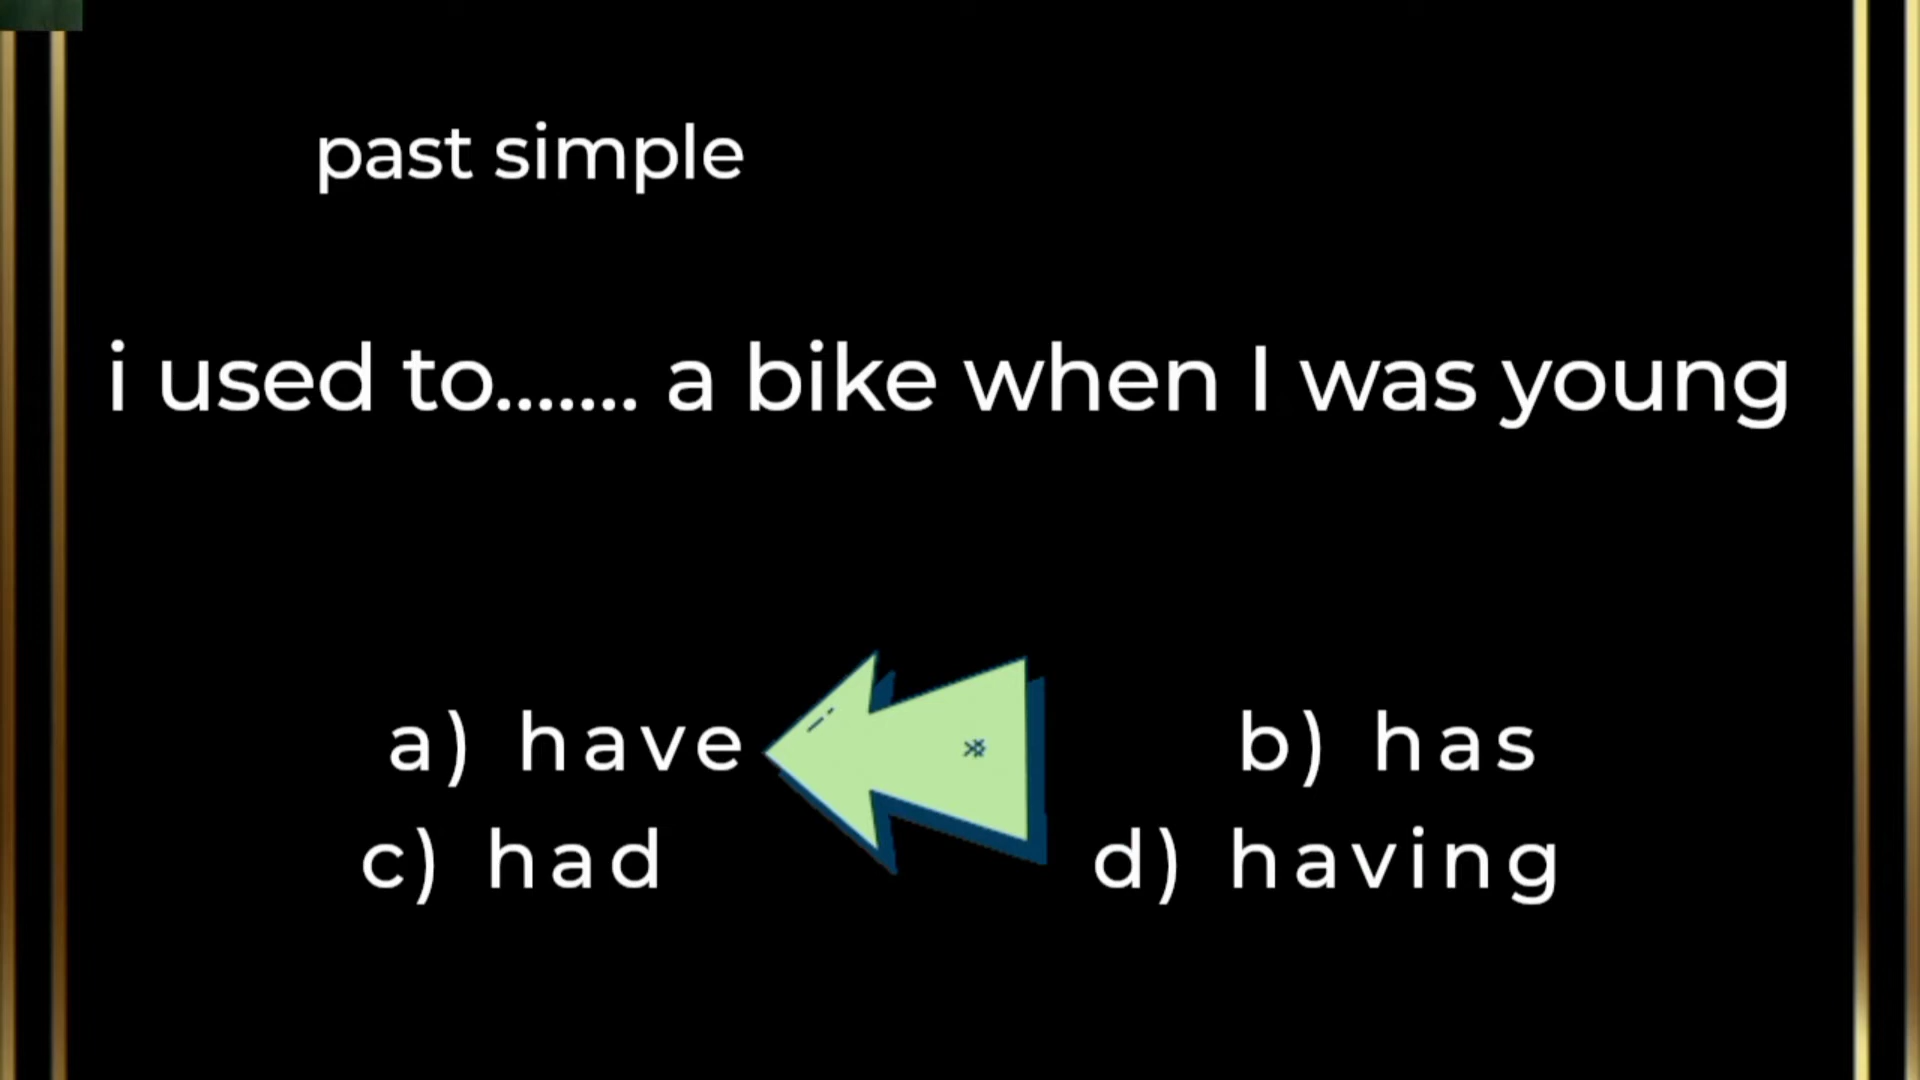 past simple
i used to....... a bike when I was young
a) have b) has
c) had d) having